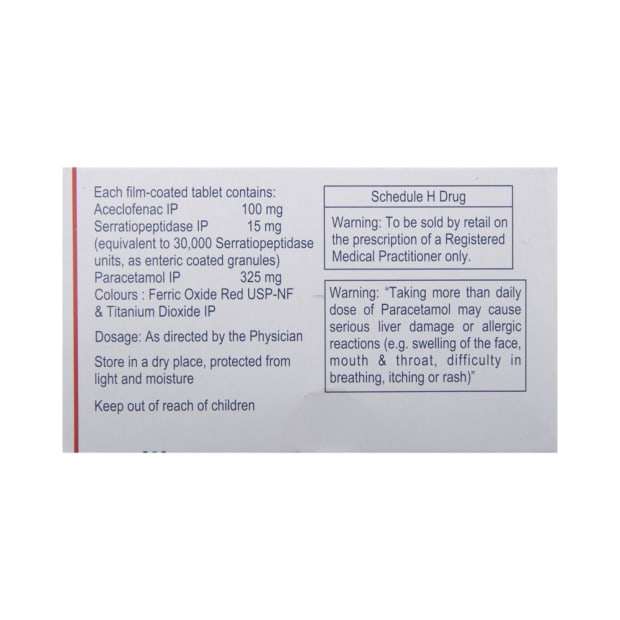 Each film-coated tablet contains:
Aceclofenac IP 100 mg
Serratiopeptidase IP 15 mg
(equivalent to 30,000 Serratiopeptidase
units, as enteric coated granules)
Paracetamol IP 325 mg
Colours : Ferric Oxide Red USP-NF
& Titanium Dioxide IP
Dosage: As directed by the Physician
Store in a dry place, protected from
light and moisture
Keep out of reach of children
Schedule H Drug
Warning: To be sold by retail on
the prescription of a Registered
Medical Practitioner only.
Warning: “Taking more than daily
dose of Paracetamol may cause
serious liver damage or allergic
reactions (e.g. swelling of the face,
mouth & throat, difficulty in
breathing, itching or rash)”